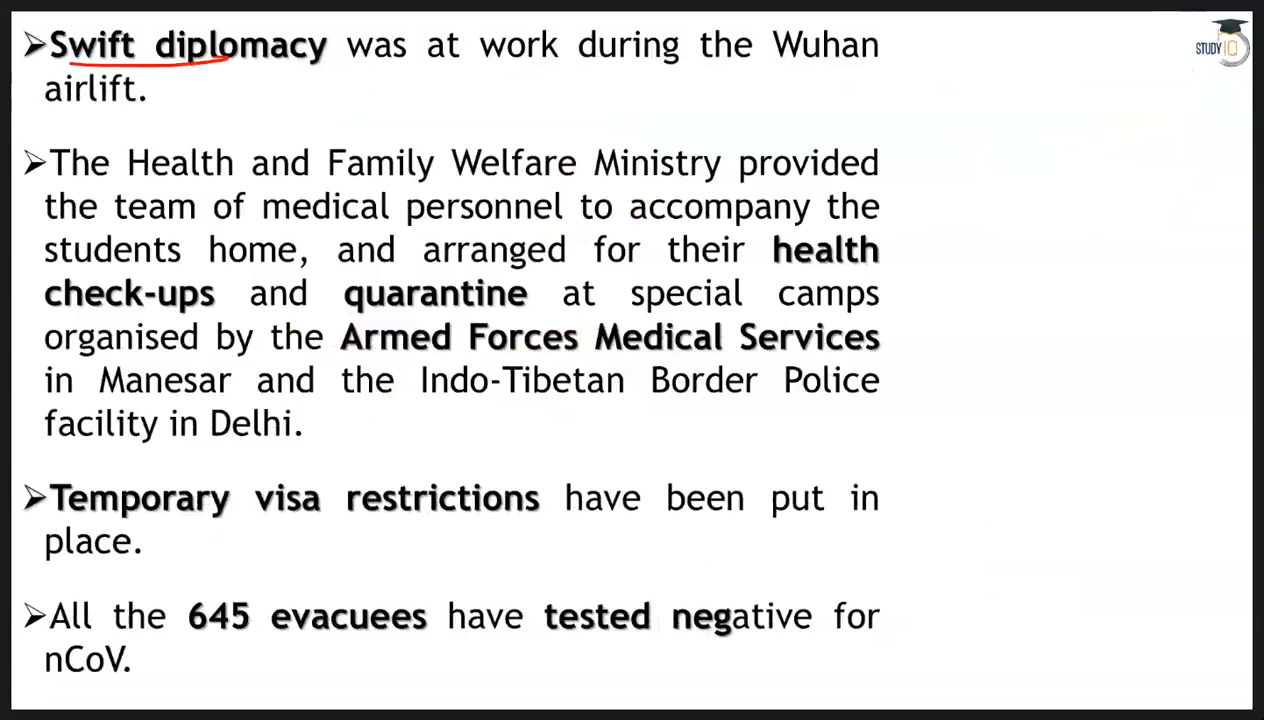 ➢Swift diplomacy was at work during the Wuhan
airlift.
STUDY IQ
➢The Health and Family Welfare Ministry provided
the team of medical personnel to accompany the
students home, and arranged for their health
check-ups and quarantine at special camps
organised by the Armed Forces Medical Services
in Manesar and the Indo-Tibetan Border Police
facility in Delhi.
➢Temporary visa restrictions have been put in
place.
➢All the 645 evacuees have tested negative for
nCoV.